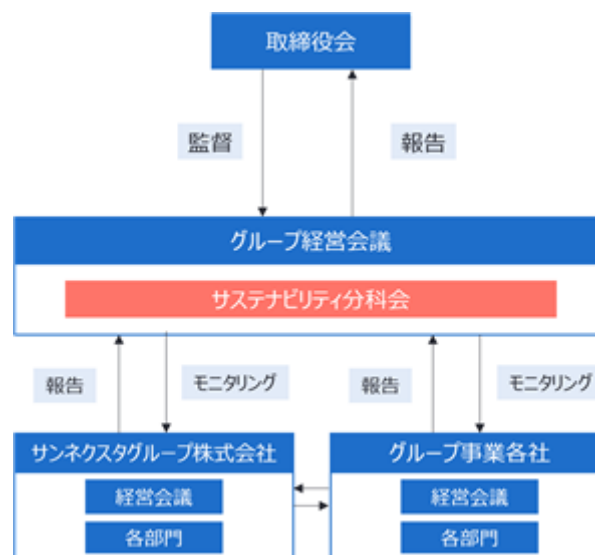 取締役会
監督
報告
グループ経営会議
サステナビリティ分科会
報告
モニタリング
報告
モニタリング
サンネクスタグループ株式会社
グループ事業各社
経営会議
経営会議
各部門
各部門